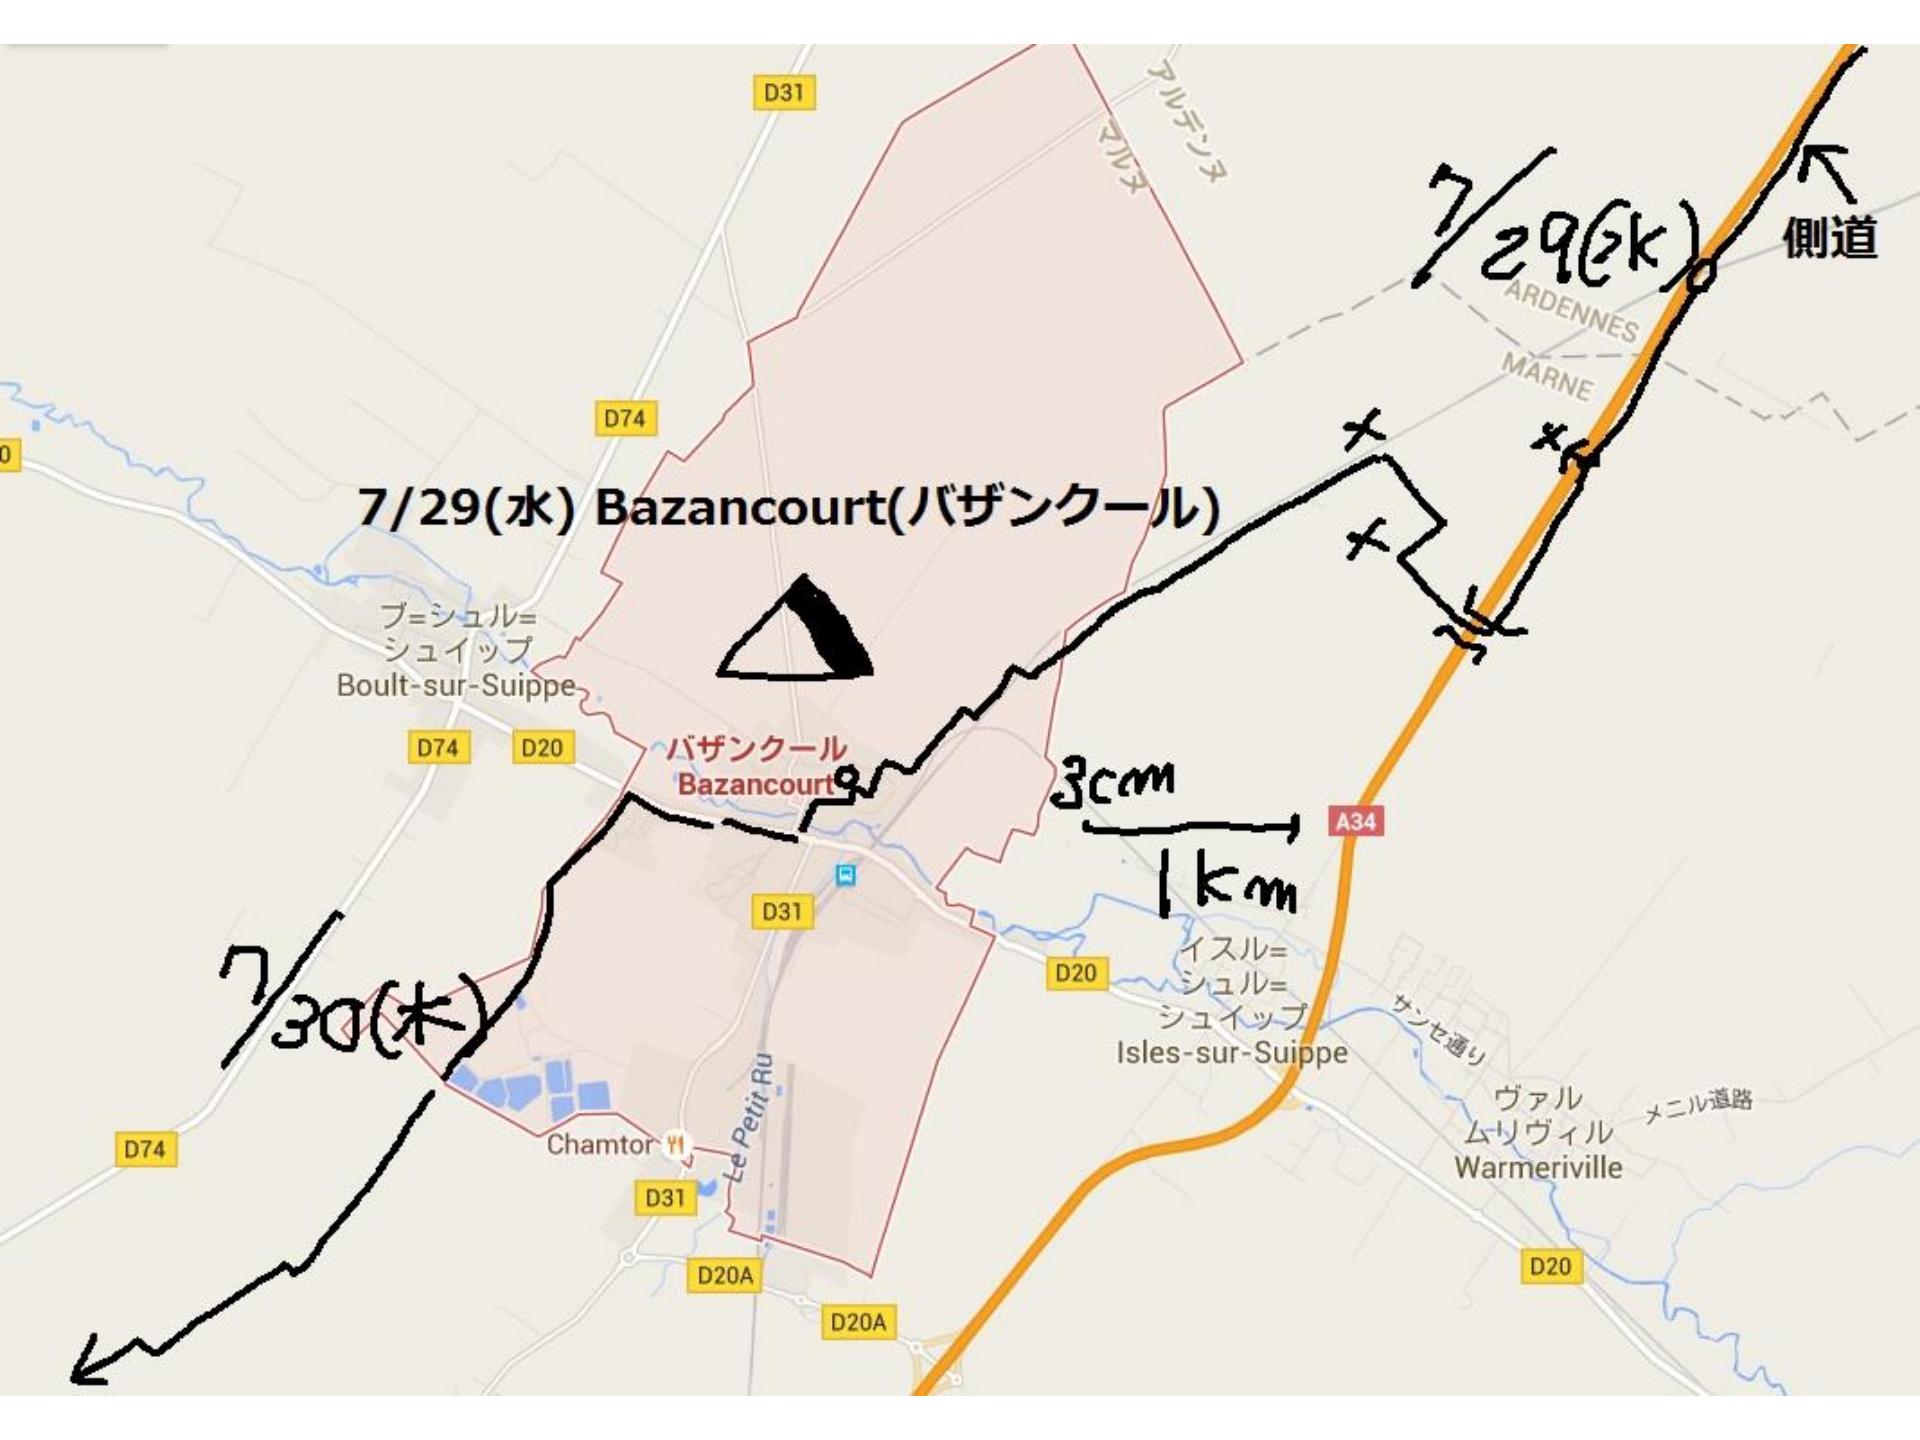 D31
アルデンヌ
マルヌ
7/29(水)
側道
ARDENNES
MARNE
D74
0
7/29(水) Bazancourt(バザンクール)
ブ=シュル=
シュイップ
Boult-sur-Suippe
D74
D20
バザンクール
Bazancourt
3cm
1km
A34
D31
7/30(木)
D20
イスル=
シュル=
シュイップ
Isles-sur-Suippe
サンセ通り
ヴァル
ムリヴィル
Warmeriville
メニル道路
Le Petit Ru
D74
Chamtor
D31
D20A
D20A
D20